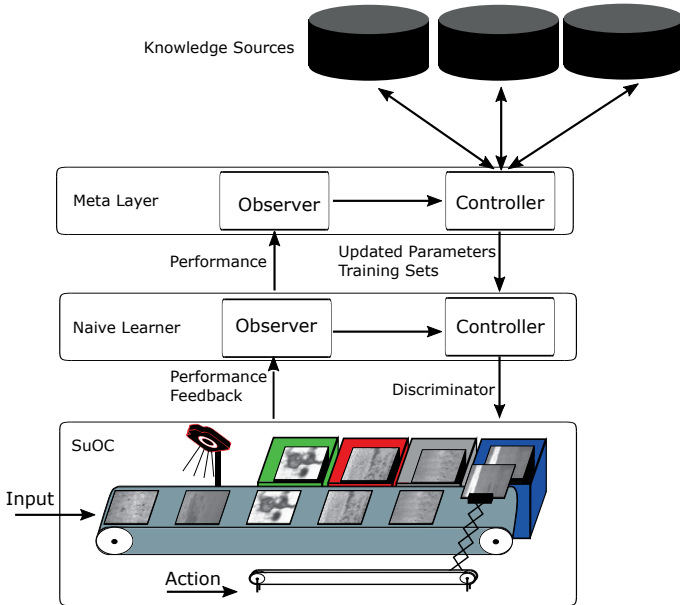 Knowledge Sources
Meta Layer
Observer
Controller
Performance
Updated Parameters
Training Sets
Naive Learner
Observer
Controller
Performance
Feedback
Discriminator
SuOC
Input
Action